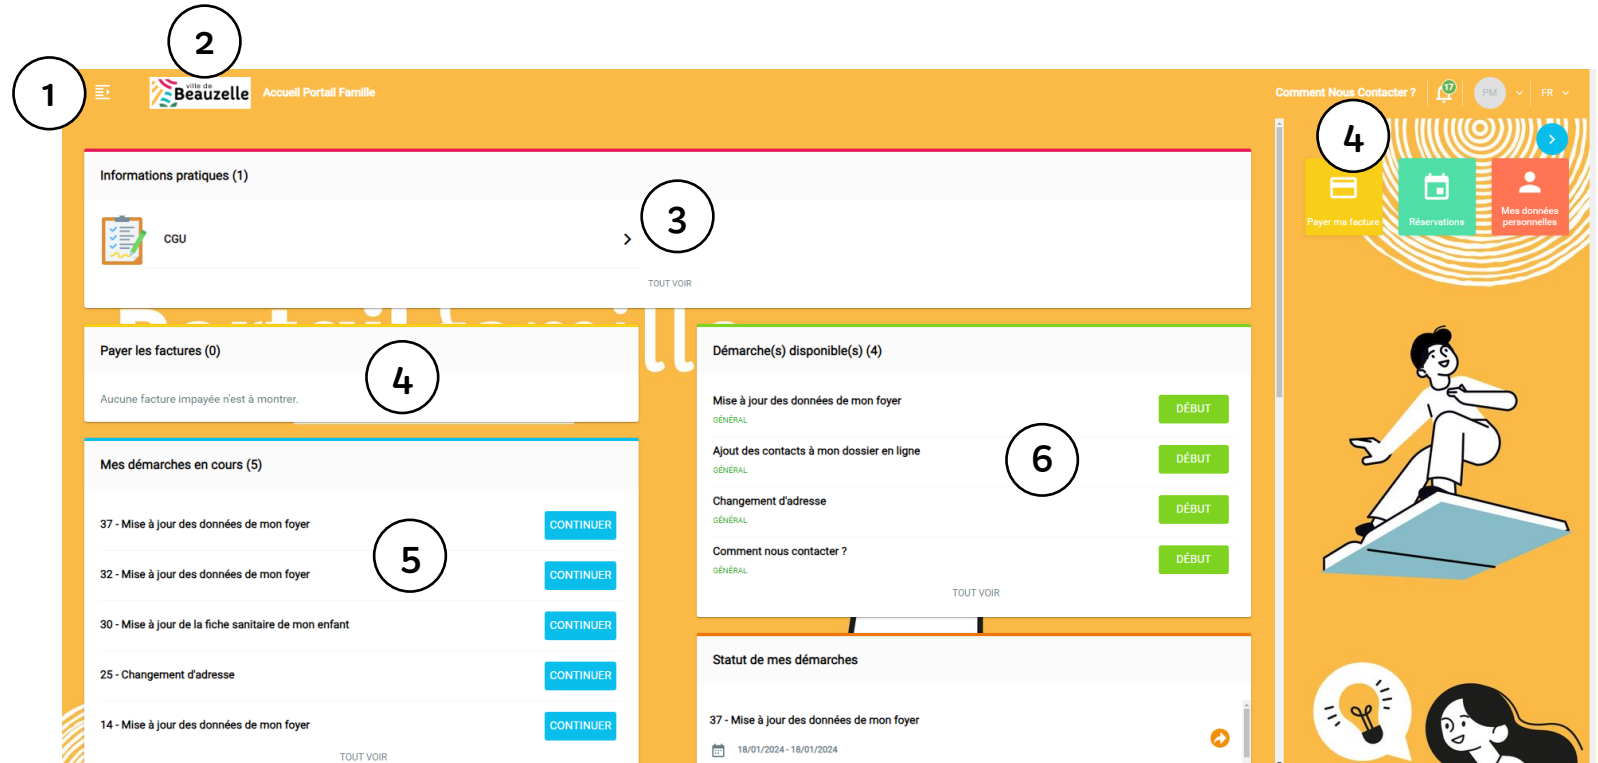 2
1
ville de
Beauzelle
Accueil Portail Famille
Comment Nous Contacter ?
17
PM
FR
4
Informations pratiques (1)
3
CGU
TOUT VOIR
Payer ma facture
Réservations
Mes données
personnelles
Portail famille
Payer les factures (0)
4
Aucune facture impayée n'est à montrer.
Mes démarches en cours (5)
37 - Mise à jour des données de mon foyer
CONTINUER
5
32 - Mise à jour des données de mon foyer
CONTINUER
30 - Mise à jour de la fiche sanitaire de mon enfant
CONTINUER
25 - Changement d'adresse
CONTINUER
14 - Mise à jour des données de mon foyer
CONTINUER
TOUT VOIR
Démarche(s) disponible(s) (4)
Mise à jour des données de mon foyer
GÉNÉRAL
DÉBUT
Ajout des contacts à mon dossier en ligne
GÉNÉRAL
6
DÉBUT
Changement d'adresse
GÉNÉRAL
DÉBUT
Comment nous contacter ?
GÉNÉRAL
DÉBUT
TOUT VOIR
Statut de mes démarches
37 - Mise à jour des données de mon foyer
18/01/2024 - 18/01/2024